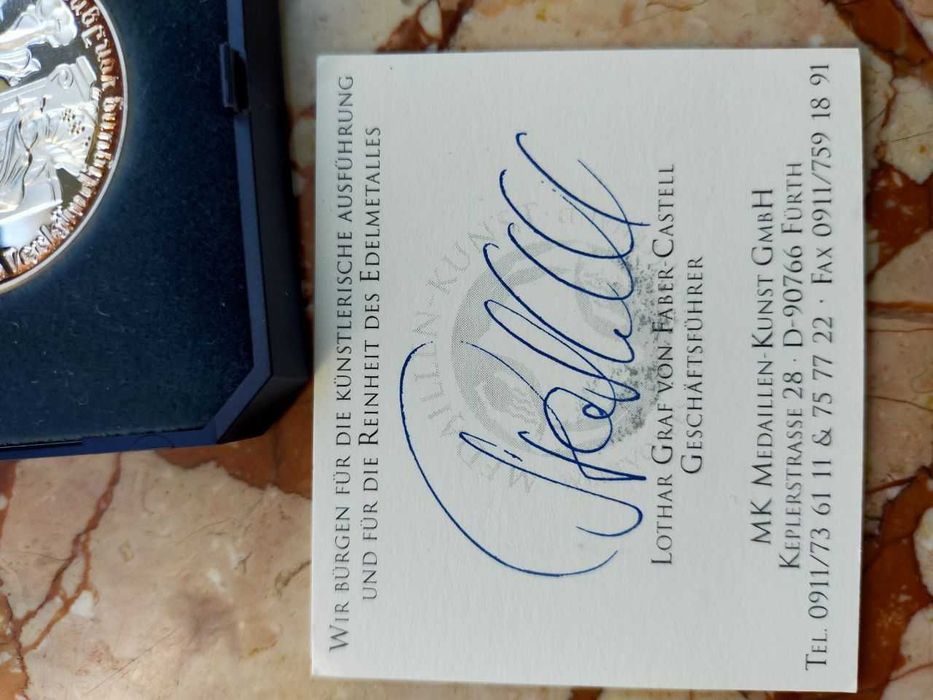 WIR BÜRGEN FÜR DIE KÜNSTLERISCHE AUSFÜHRUNG
UND FÜR DIE REINHEIT DES EDELMETALLES
MEDAILLEN-KUNST
LOTHAR GRAF VON FABER-CASTELL
GESCHÄFTSFÜHRER
MK MEDAILLEN-KUNST GMBH
KEPLERSTRASSE 28 · D-90766 FÜRTH
TEL. 0911/73 61 11 & 75 77 22 · FAX 0911/759 18 91